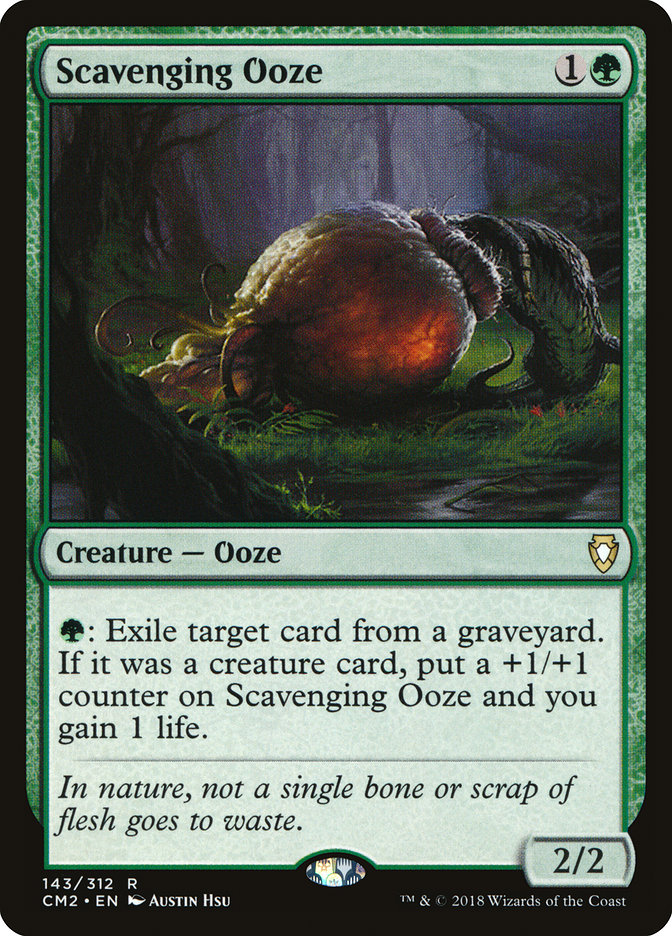 Scavenging Ooze 1
Creature — Ooze
: Exile target card from a graveyard.
If it was a creature card, put a +1/+1
counter on Scavenging Ooze and you
gain 1 life.
In nature, not a single bone or scrap of
flesh goes to waste.
2/2
143/312 R
CM2 • EN Austin Hsu
™ & © 2018 Wizards of the Coast